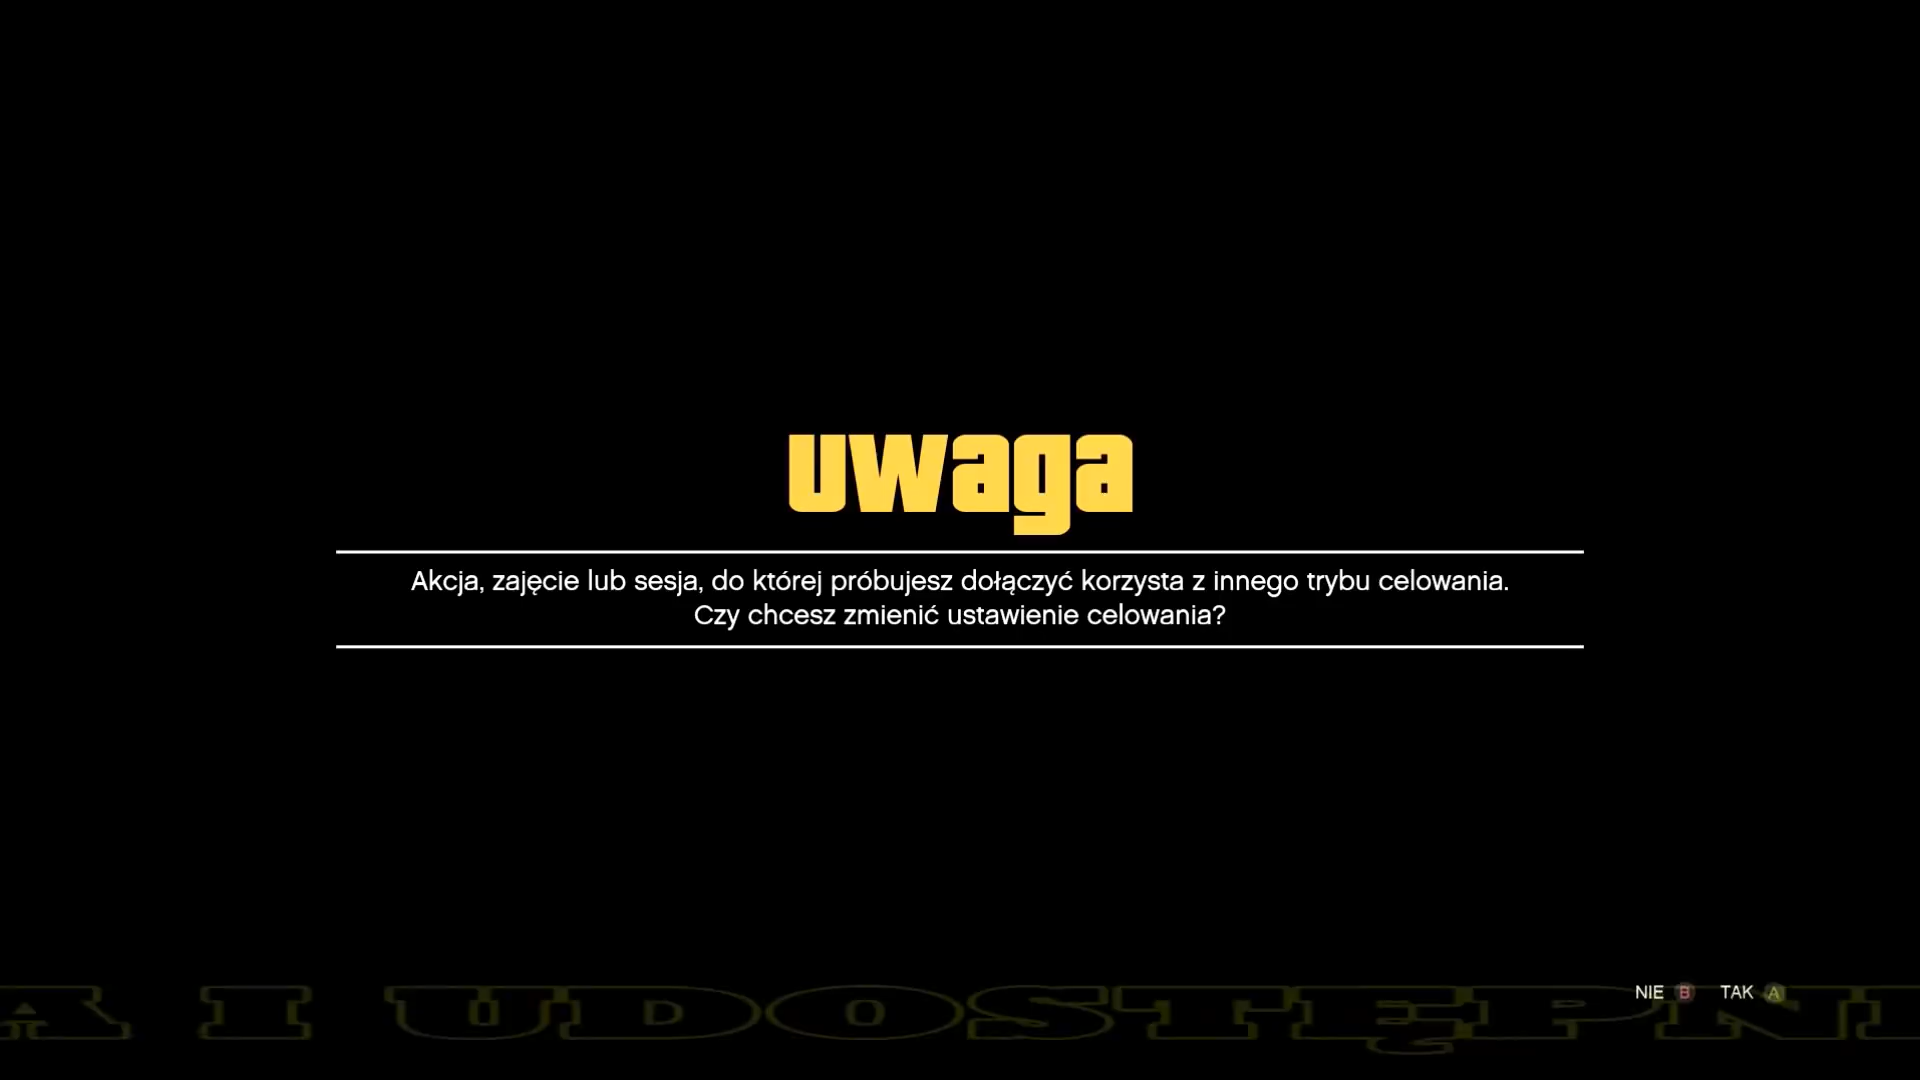 uwaga
Akcja, zajęcie lub sesja, do której próbujesz dołączyć korzysta z innego trybu celowania.
Czy chcesz zmienić ustawienie celowania?
NIE B TAK A
A I UDOSTĘPNI